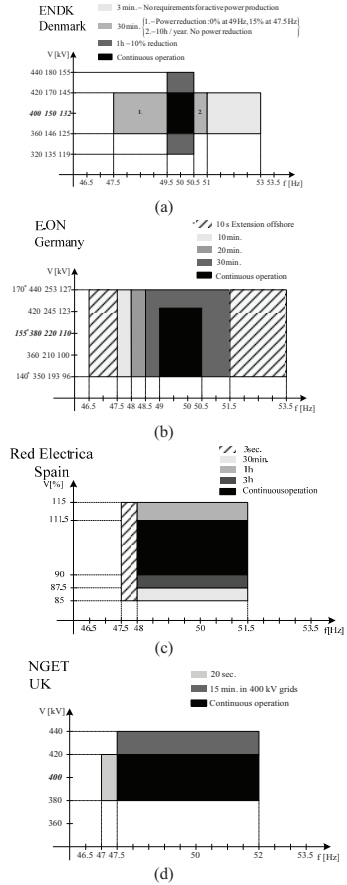 ENDK
Denmark
3 min. – No requirements for active power production
30min. 1. – Power reduction :0% at 49Hz, 15% at 47.5Hz
2. –10h / year. No power reduction
1h –10% reduction
Continuous operation
V [kV]
440 180 155
420 170 145
400 150 132
360 146 125
320 135 119
1. 2.
46.5 47.5 49.5 50 50.5 51 53 53.5 f [Hz]
(a)
E.ON
Germany
10 s Extension offshore
10 min.
20 min.
30 min.
Continuous operation
V [kV]
170* 440 253 127
420 245 123
155* 380 220 110
360 210 100
140* 350 193 96
46.5 47.5 48 48.5 49 50 50.5 51.5 53.5
f [Hz]
(b)
Red Electrica
Spain
3sec.
30min.
1h
3h
Continuousoperation
V[%]
115
111.5
90
87.5
85
46.5 47.5 48 50 51.5 53.5 f[Hz]
(c)
NGET
UK
20 sec.
15 min. in 400 kV grids
Continuous operation
V [kV]
440
420
400
380
360
46.5 47 47.5 50 52 53.5 f [Hz]
(d)